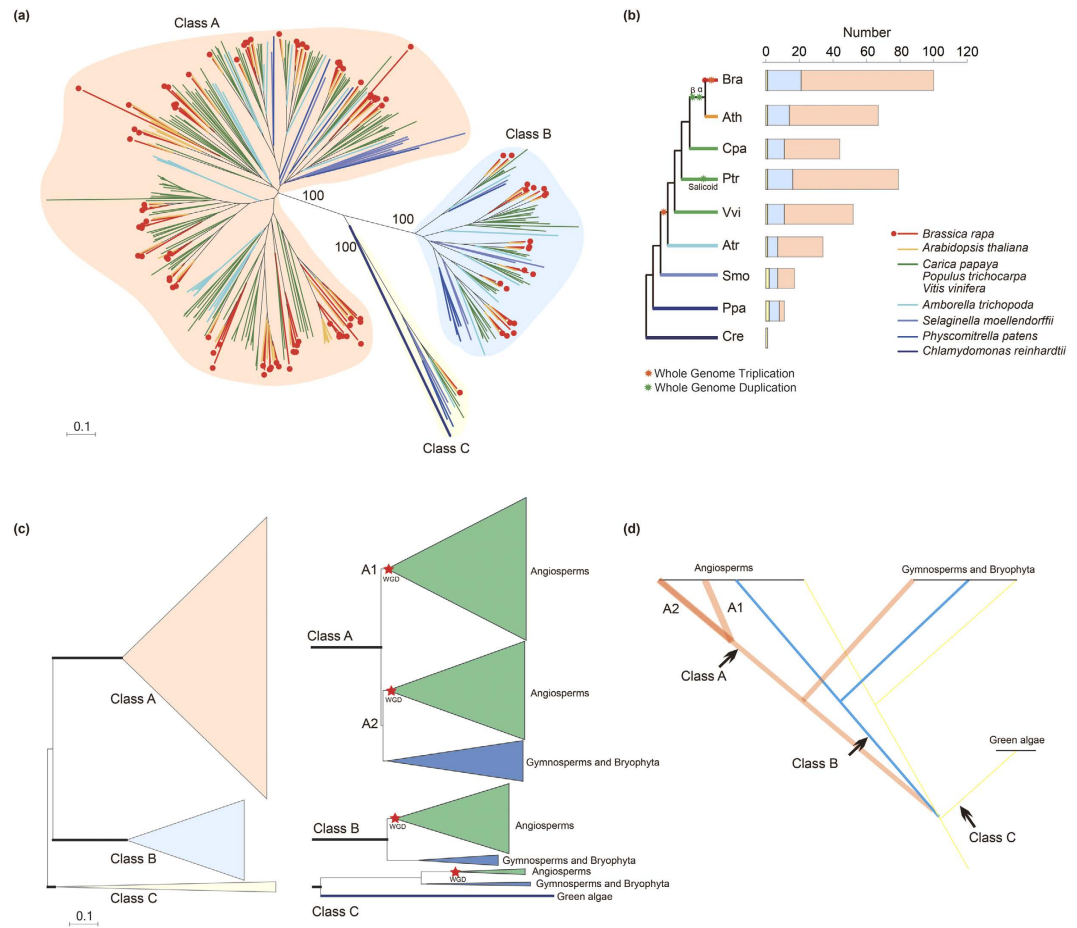 (a)
Class A
Class B
100
100
100
Class C
0.1
(b)
Number
0 20 40 60 80 100 120
β α
Bra
Ath
Cpa
Ptr
Salicoid
Vvi
Atr
Smo
Ppa
Cre
Whole Genome Triplication
Whole Genome Duplication
Brassica rapa
Arabidopsis thaliana
Carica papaya
Populus trichocarpa
Vitis vinifera
Amborella trichopoda
Selaginella moellendorffii
Physcomitrella patens
Chlamydomonas reinhardtii
(c)
Class A
Class B
Class C
0.1
A1
WGD
Angiosperms
Class A
WGD
Angiosperms
A2
Gymnosperms and Bryophyta
WGD
Angiosperms
Class B
Gymnosperms and Bryophyta
WGD
Angiosperms
Gymnosperms and Bryophyta
Green algae
Class C
(d)
Angiosperms
Gymnosperms and Bryophyta
A2
A1
Class A
Class B
Green algae
Class C